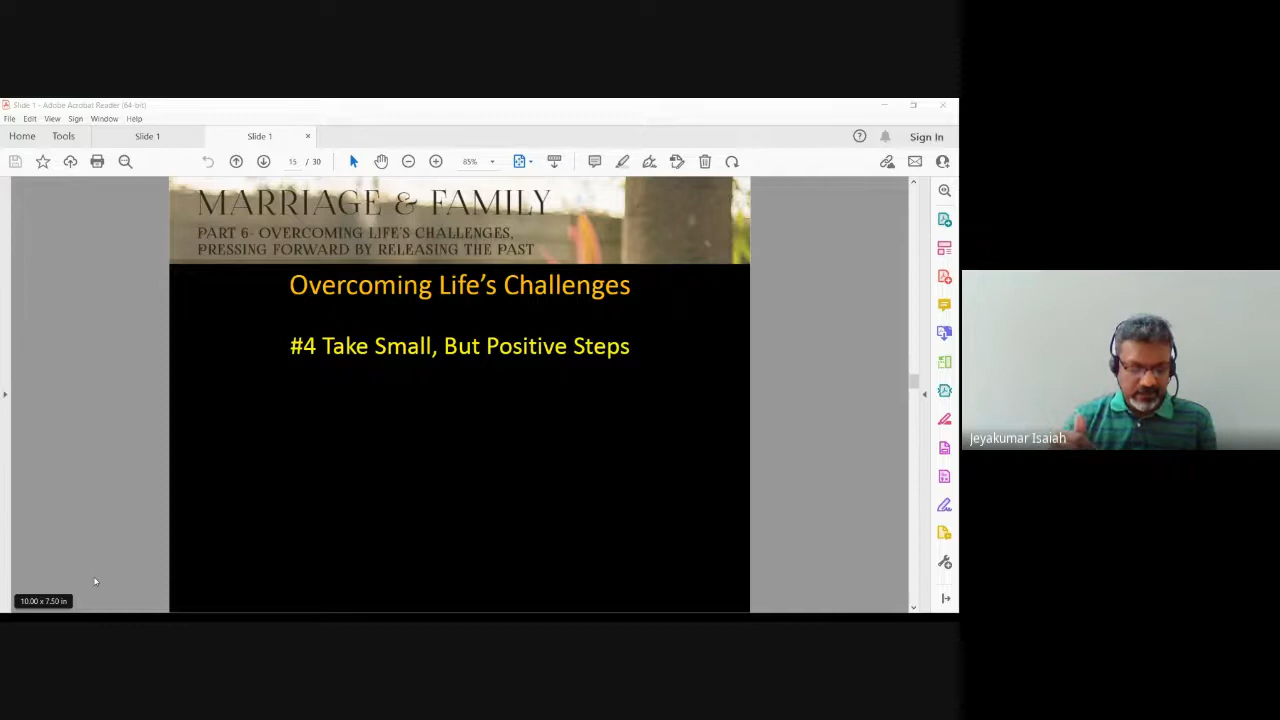 Slide 1 - Adobe Acrobat Reader (64-bit)
File Edit View Sign Window Help
Home Tools Slide 1 Slide 1 × Sign In
15 / 30 85%
MARRIAGE & FAMILY
PART 6- OVERCOMING LIFE'S CHALLENGES,
PRESSING FORWARD BY RELEASING THE PAST
Overcoming Life's Challenges
#4 Take Small, But Positive Steps
Jeyakumar Isaiah
10.00 x 7.50 in